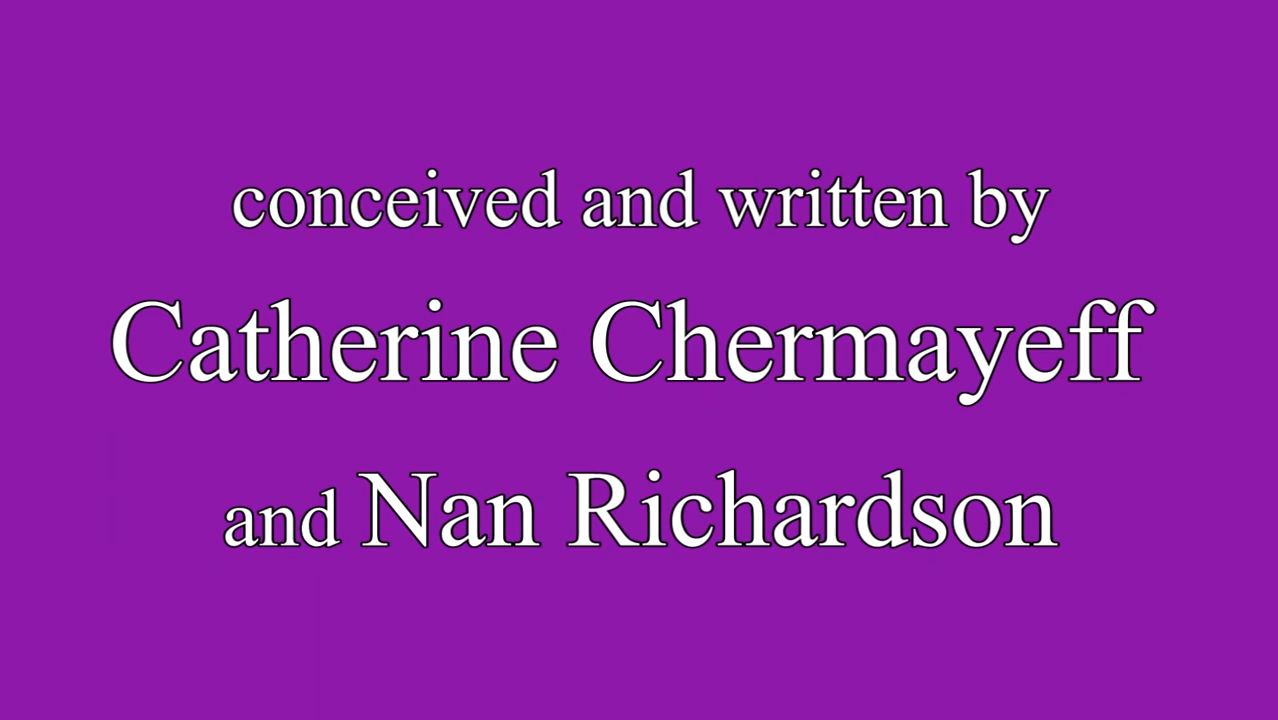 conceived and written by
Catherine Chermayeff
and Nan Richardson